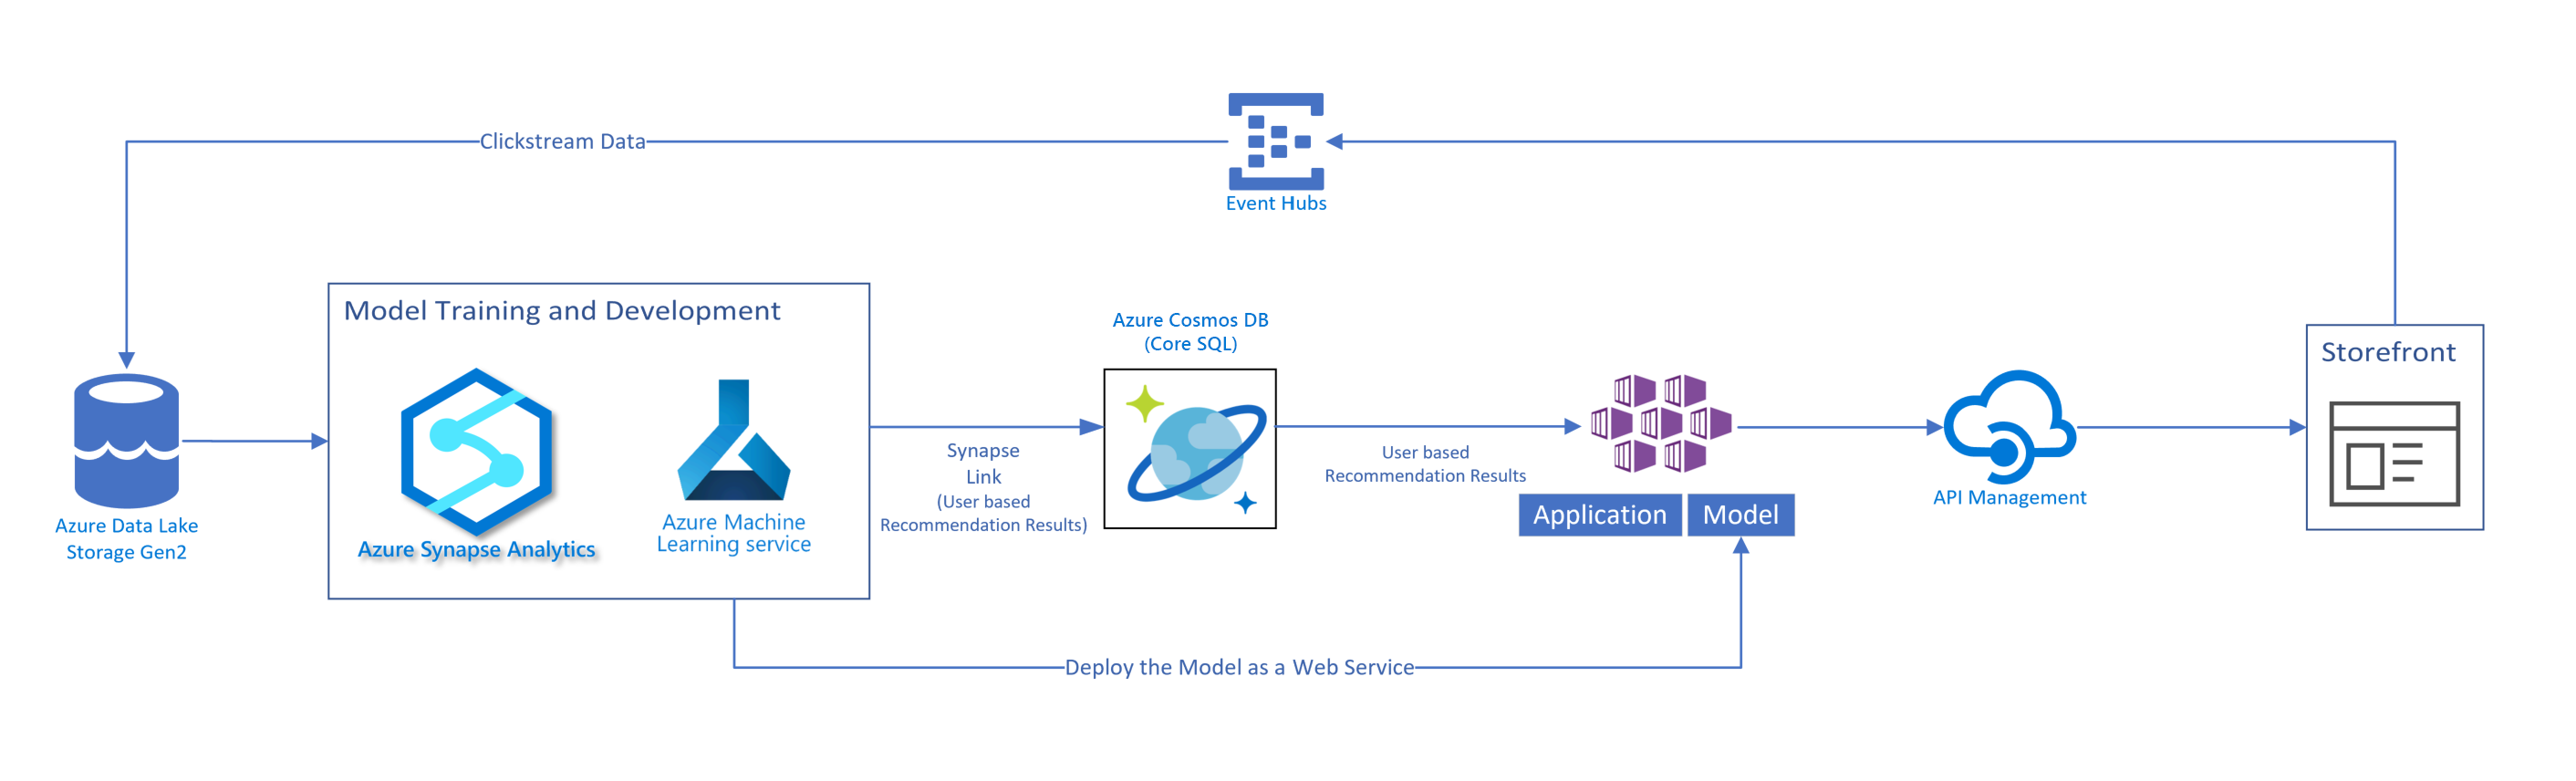 Clickstream Data
Event Hubs
Model Training and Development
Azure Data Lake
Storage Gen2
Azure Synapse Analytics
Azure Machine
Learning service
Synapse
Link
(User based
Recommendation Results)
Azure Cosmos DB
(Core SQL)
User based
Recommendation Results
Application
Model
API Management
Storefront
Deploy the Model as a Web Service